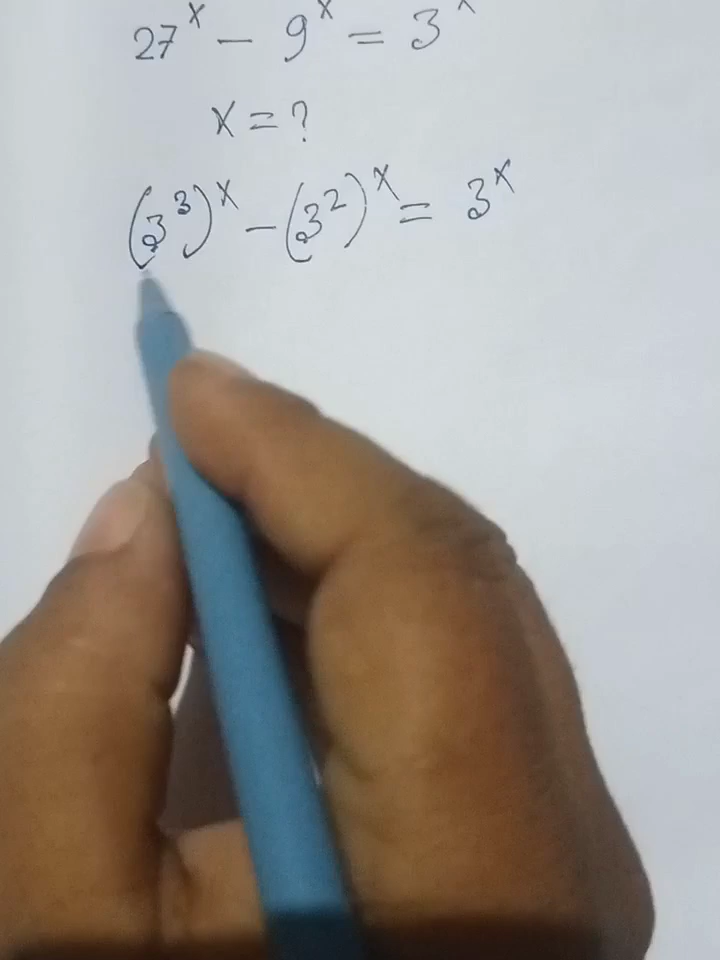 27^x - 9^x = 3^x
x = ?
(3^3)^x - (3^2)^x = 3^x